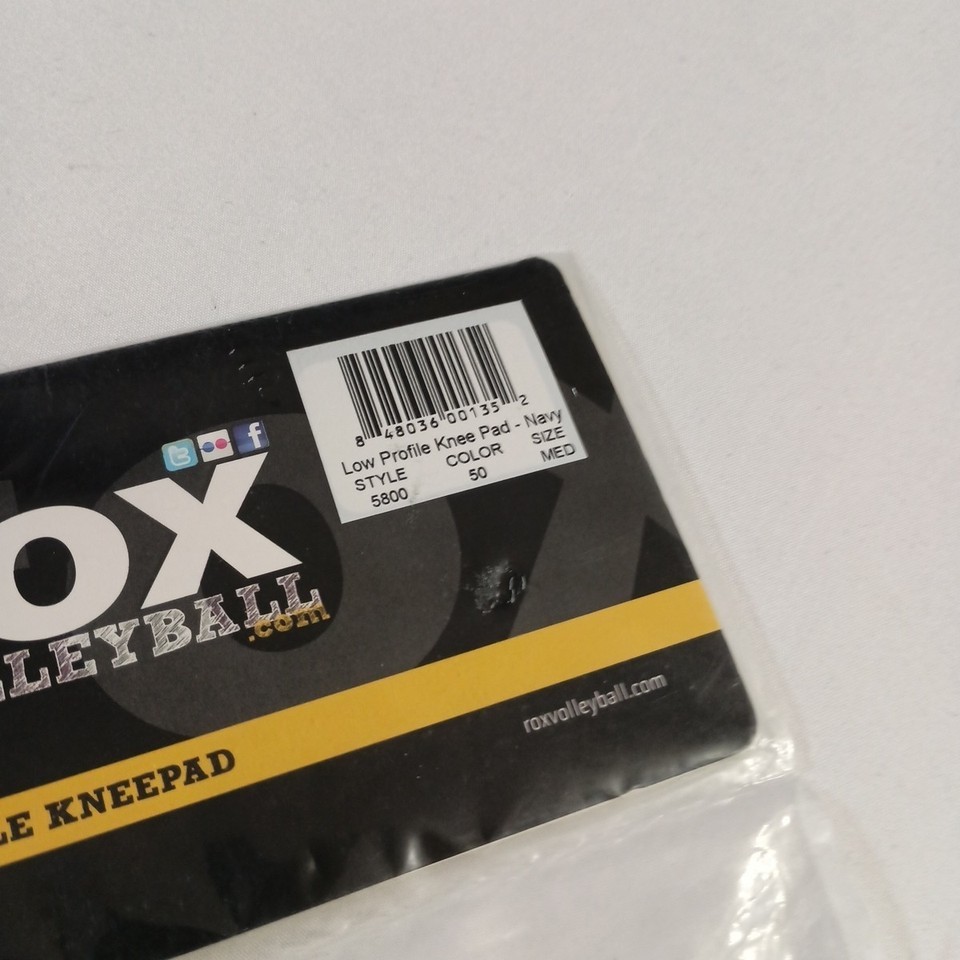 8 48036 00135 2
Low Profile Knee Pad - Navy
STYLE COLOR SIZE
5800 50 MED
t f
ox
LLEYBALL
.com
roxvolleyball.com
LE KNEEPAD